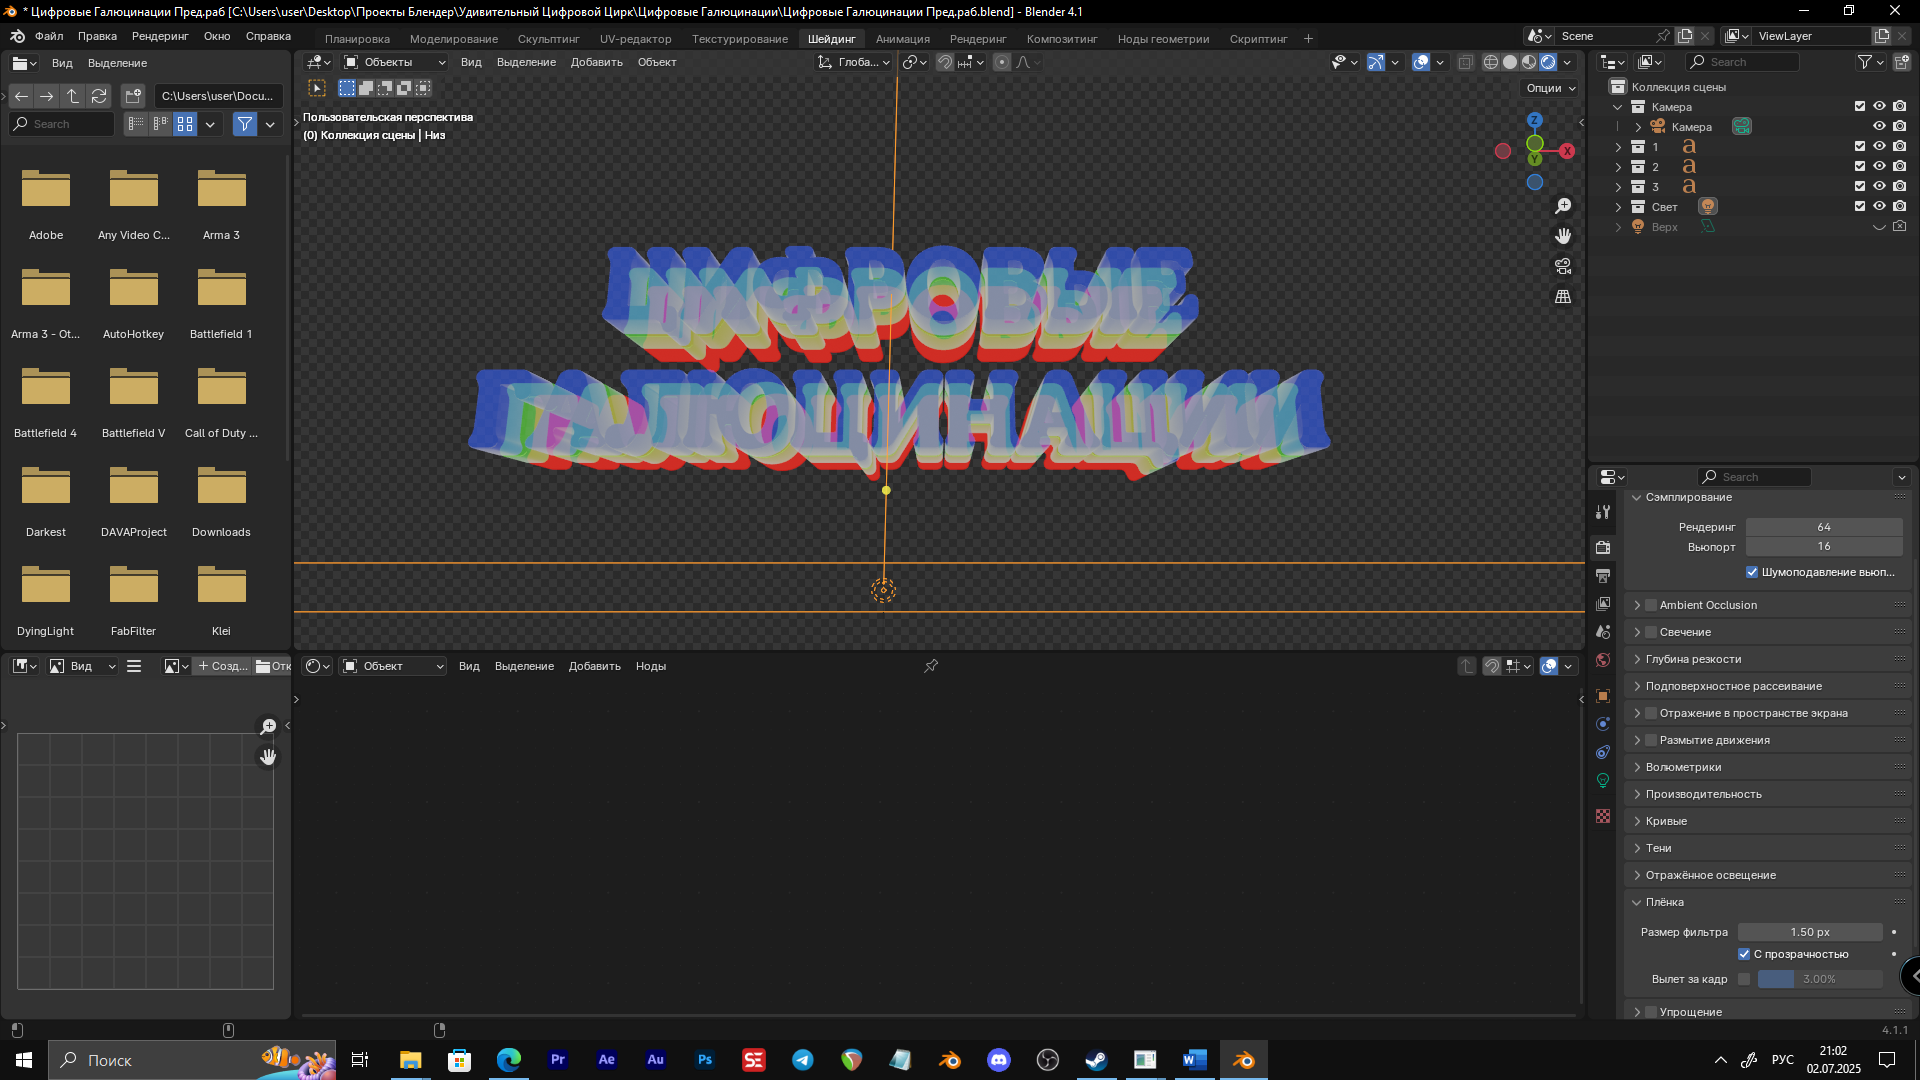 * Цифровые Галюцинации Пред.раб [C:\Users\user\Desktop\Проекты Блендер\Удивительный Цифровой Цирк\Цифровые Галюцинации\Цифровые Галюцинации Пред.раб.blend] - Blender 4.1
Файл Правка Рендеринг Окно Справка
Планировка Моделирование Скульптинг UV-редактор Текстурирование Шейдинг Анимация Рендеринг Композитинг Ноды геометрии Скриптинг +
Scene ViewLayer
Вид Выделение
Объекты Вид Выделение Добавить Объект Глоба...
Search
C:\Users\user\Docu...
Опции
Search
Пользовательская перспектива
(0) Коллекция сцены | Низ
Z
X
Y
Adobe Any Video C... Arma 3
Arma 3 - Ot... AutoHotkey Battlefield 1
Battlefield 4 Battlefield V Call of Duty ...
Darkest DAVAProject Downloads
DyingLight FabFilter Klei
ЦИФРОВЫЕ
ГАЛЮЦИНАЦИИ
Коллекция сцены
Камера
Камера
1 a
2 a
3 a
Свет
Верх
Search
Сэмплирование
Рендеринг 64
Вьюпорт 16
Шумоподавление вьюп...
Ambient Occlusion
Свечение
Глубина резкости
Подповерхностное рассеивание
Отражение в пространстве экрана
Размытие движения
Волюметрики
Производительность
Кривые
Тени
Отражённое освещение
Плёнка
Размер фильтра 1.50 px
С прозрачностью
Вылет за кадр 3.00%
Упрощение
Вид + Созд... Отк
Объект Вид Выделение Добавить Ноды
4.1.1
Поиск
Pr Ae Au Ps SE W
РУС
21:02
02.07.2025